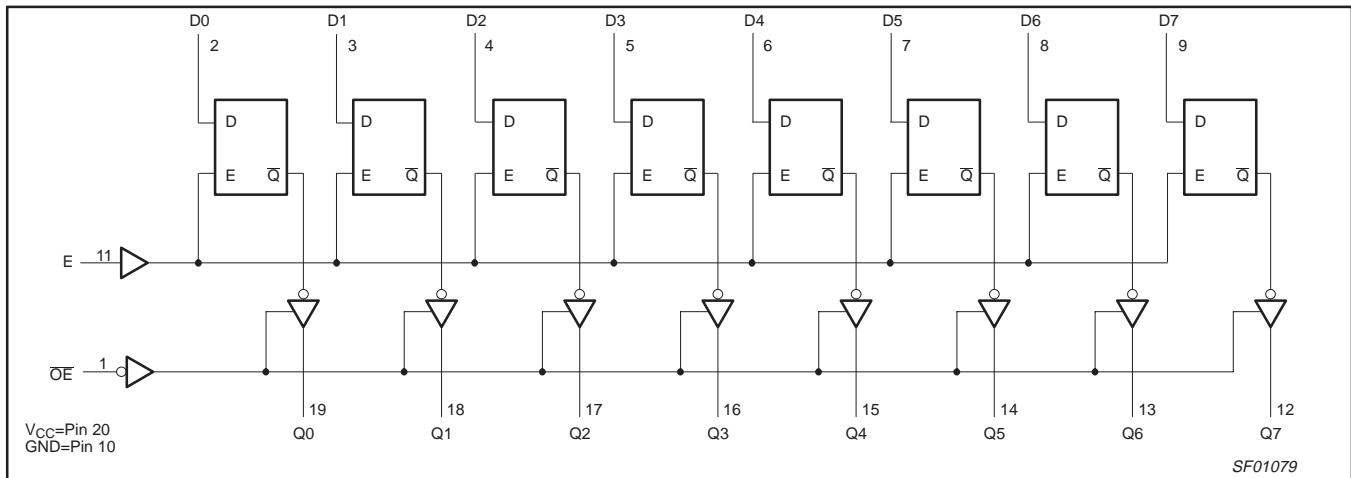 D0 D1 D2 D3 D4 D5 D6 D7
2 3 4 5 6 7 8 9
D D D D D D D D
E Q̅ E Q̅ E Q̅ E Q̅ E Q̅ E Q̅ E Q̅ E Q̅
E 11
O̅E̅ 1
19 18 17 16 15 14 13 12
Q0 Q1 Q2 Q3 Q4 Q5 Q6 Q7
VCC=Pin 20
GND=Pin 10
SF01079